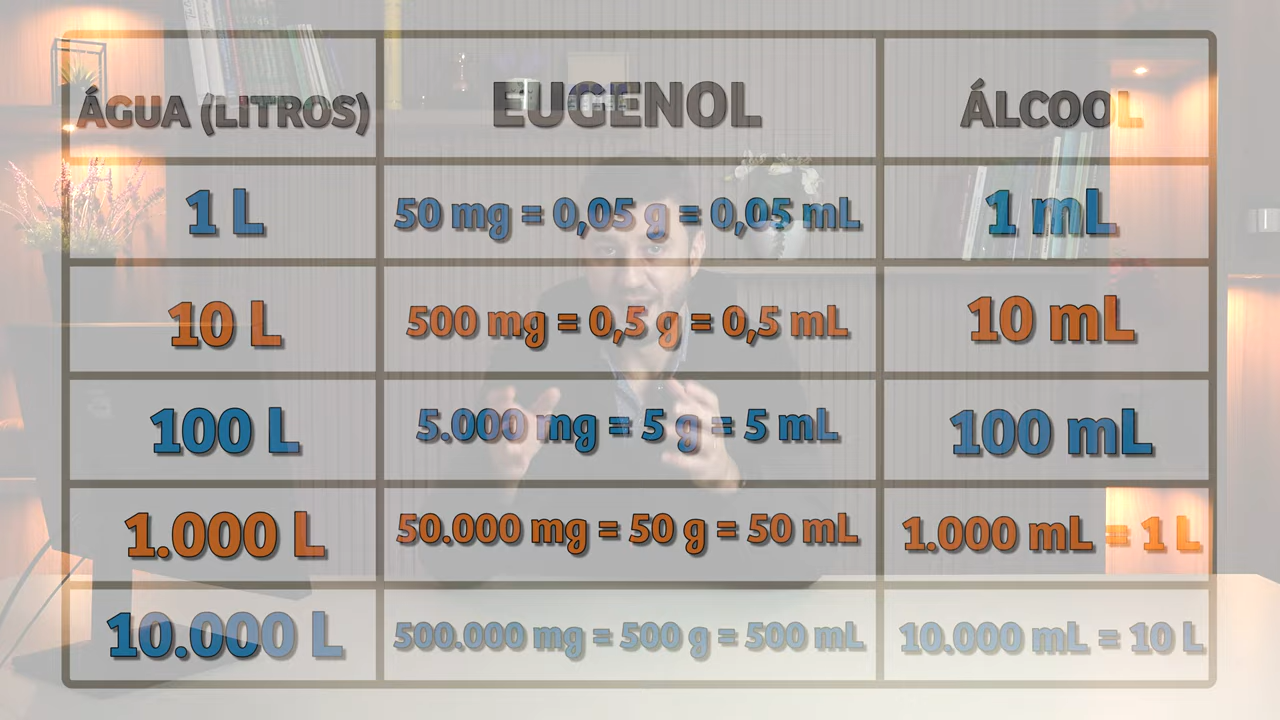 ÁGUA (LITROS) EUGENOL ÁLCOOL
1 L 50 mg = 0,05 g = 0,05 mL 1 mL
10 L 500 mg = 0,5 g = 0,5 mL 10 mL
100 L 5.000 mg = 5 g = 5 mL 100 mL
1.000 L 50.000 mg = 50 g = 50 mL 1.000 mL = 1 L
10.000 L 500.000 mg = 500 g = 500 mL 10.000 mL = 10 L